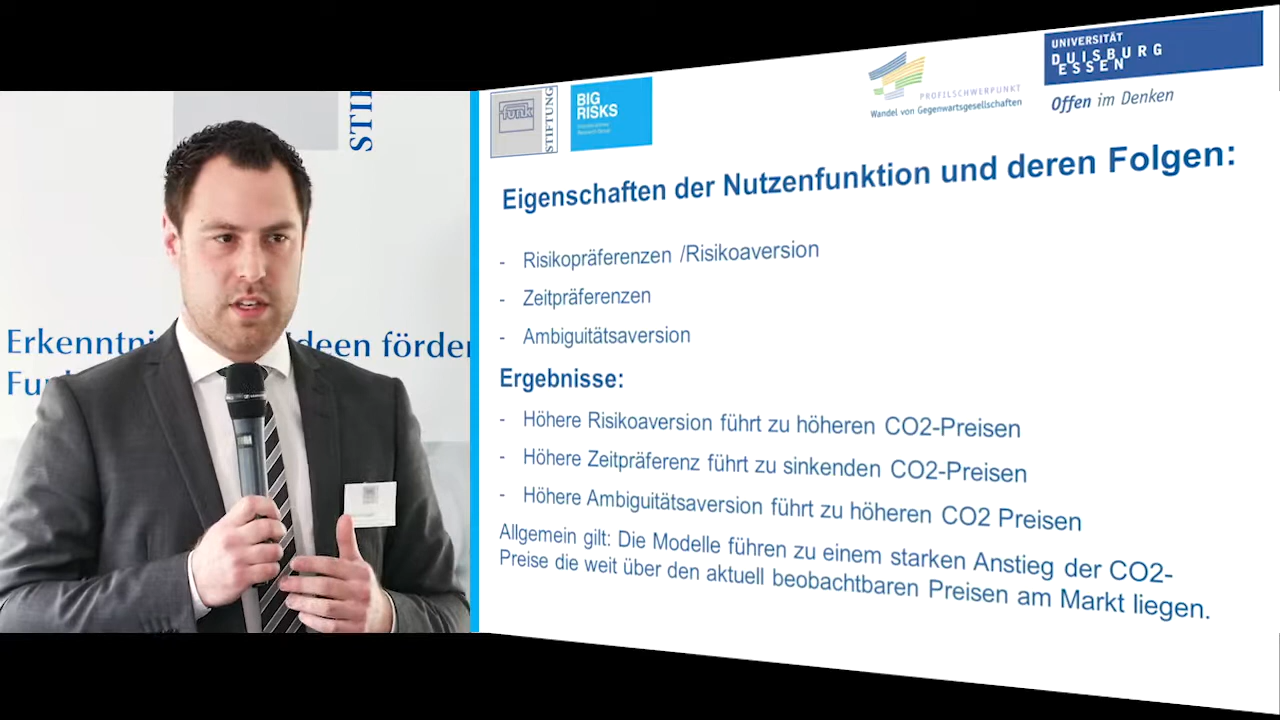 Erkenntni deen förder
Fu
funk
STIFTUNG
BIG
RISKS
PROFILSCHWERPUNKT
Wandel von Gegenwartsgesellschaften
UNIVERSITÄT
DUISBURG
ESSEN
Offen im Denken
Eigenschaften der Nutzenfunktion und deren Folgen:
- Risikopräferenzen /Risikoaversion
- Zeitpräferenzen
- Ambiguitätsaversion
Ergebnisse:
- Höhere Risikoaversion führt zu höheren CO2-Preisen
- Höhere Zeitpräferenz führt zu sinkenden CO2-Preisen
- Höhere Ambiguitätsaversion führt zu höheren CO2 Preisen
Allgemein gilt: Die Modelle führen zu einem starken Anstieg der CO2-
Preise die weit über den aktuell beobachtbaren Preisen am Markt liegen.